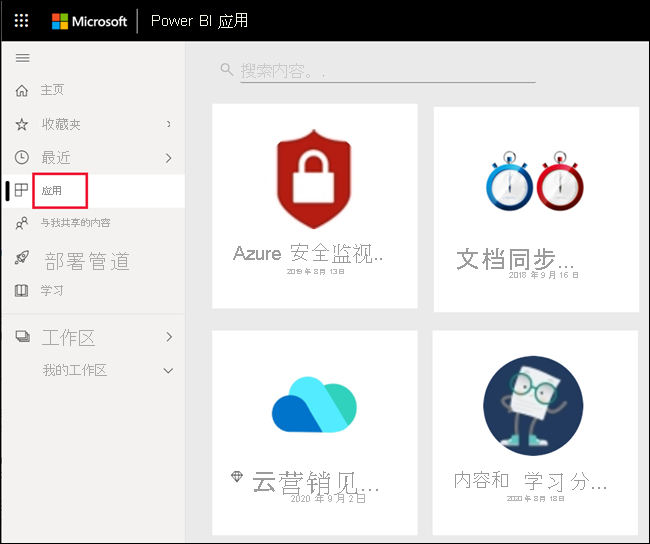 Microsoft Power BI 应用
主页
收藏夹
最近
应用
与我共享的内容
部署管道
学习
工作区
我的工作区
搜索内容。.
Azure 安全监视..
2019 年 8 月 13日
文档同步...
2018 年 9 月 16 日
云营销见...
2020 年 9 月 2 日
内容和 学习 分...
2020 年 8 月 18日